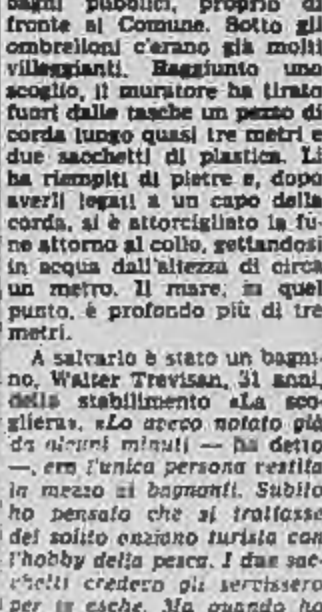 bagni pubblici, proprio di
fronte al Comune. Sotto gli
ombrelloni c'erano già molti
villeggianti. Raggiunto uno
scoglio, il muratore ha tirato
fuori dalle tasche un pezzo di
corda lungo quasi tre metri e
due sacchetti di plastica. Li
ha riempiti di pietre e, dopo
averli legati a un capo della
corda, si è attorcigliato la fu-
ne attorno al collo, gettandosi
in acqua dall'altezza di circa
un metro. Il mare, in quel
punto, è profondo più di tre
metri.
A salvarlo è stato un bagni-
no, Walter Trevisan, 31 anni,
dello stabilimento «La sco-
gliera». «Lo avevo notato già
da alcuni minuti — ha detto
—, era l'unica persona vestita
in mezzo ai bagnanti. Subito
ho pensato che si trattasse
del solito anziano turista con
l'hobby della pesca. I due sac-
chetti credevo gli servissero
per le esche. Ma quando ha